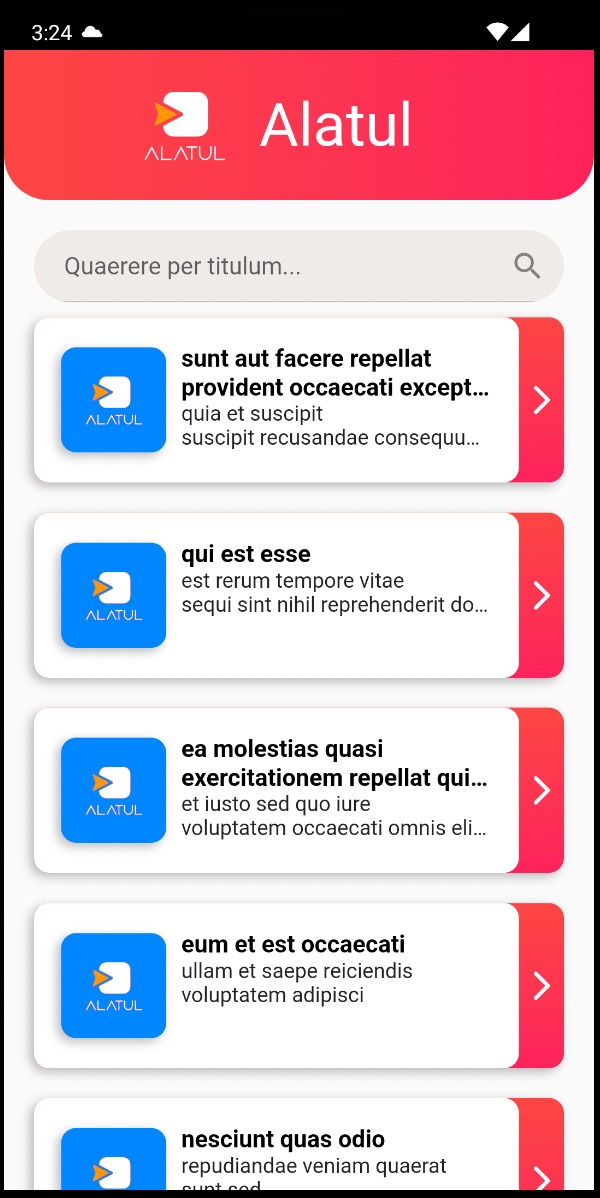 3:24
ALATUL
Alatul
Quaerere per titulum...
sunt aut facere repellat
provident occaecati except...
quia et suscipit
suscipit recusandae consequu...
ALATUL
qui est esse
est rerum tempore vitae
sequi sint nihil reprehenderit do...
ALATUL
ea molestias quasi
exercitationem repellat qui...
et iusto sed quo iure
voluptatem occaecati omnis eli...
ALATUL
eum et est occaecati
ullam et saepe reiciendis
voluptatem adipisci
ALATUL
nesciunt quas odio
repudiandae veniam quaerat
sunt sed